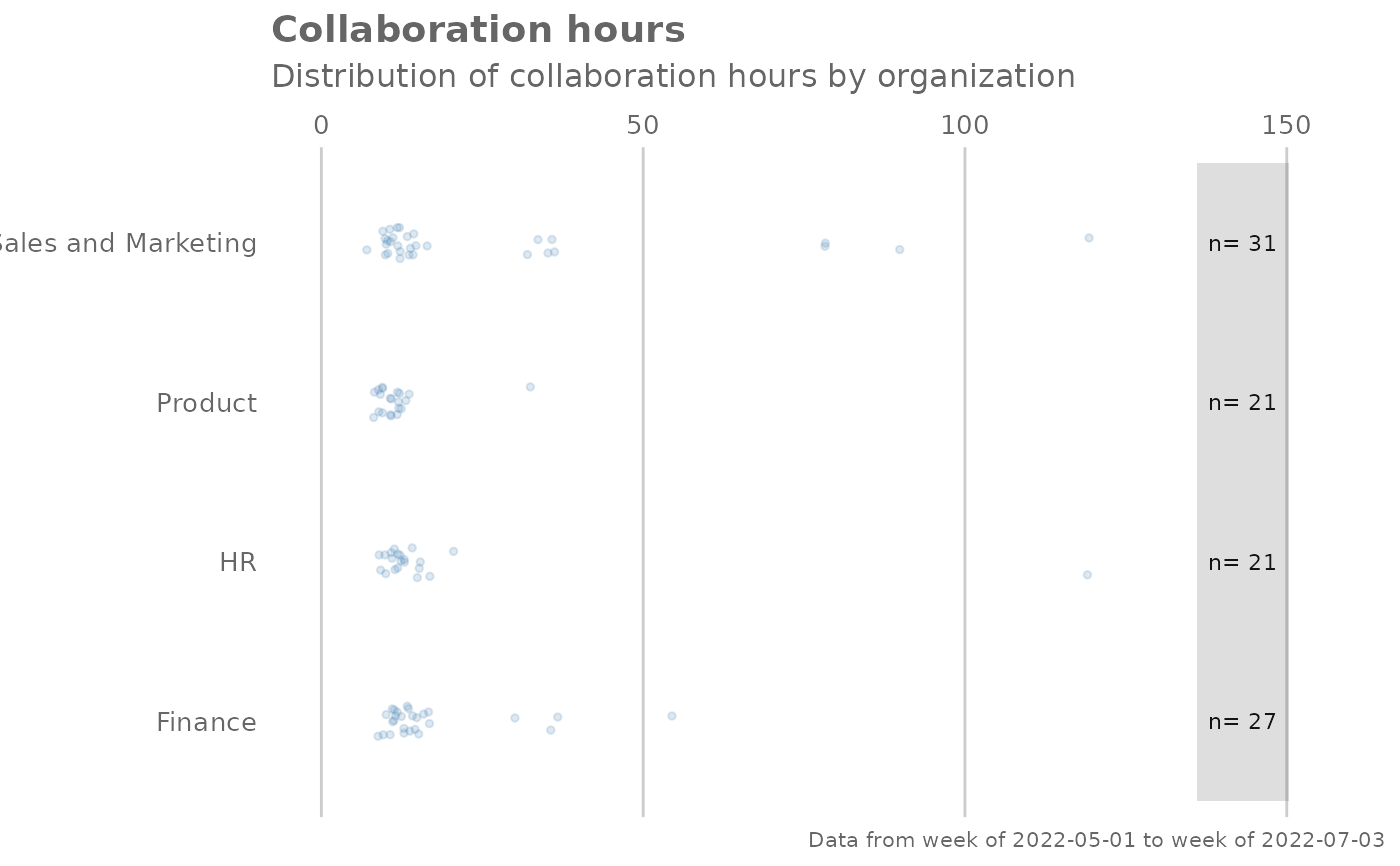 Collaboration hours
Distribution of collaboration hours by organization
0 50 100 150
Sales and Marketing n= 31
Product n= 21
HR n= 21
Finance n= 27
Data from week of 2022-05-01 to week of 2022-07-03